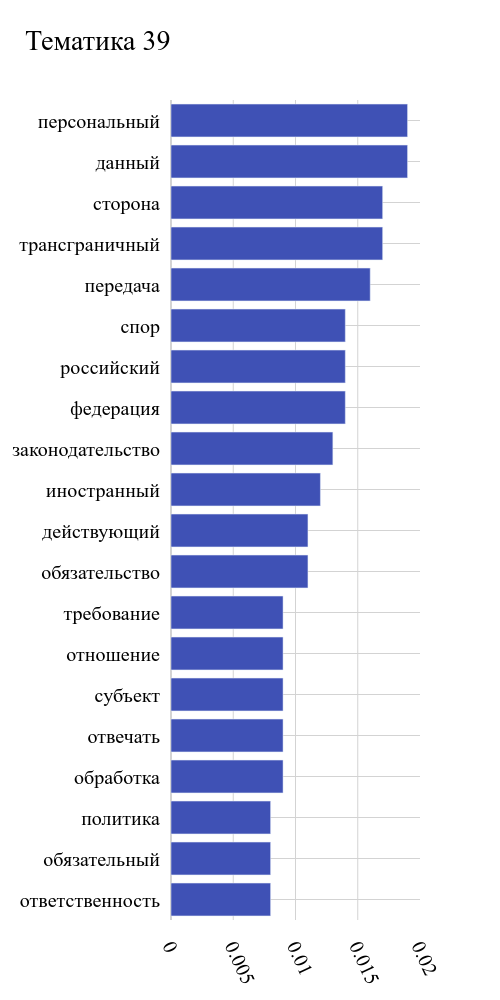 Тематика 39
персональный
данный
сторона
трансграничный
передача
спор
российский
федерация
законодательство
иностранный
действующий
обязательство
требование
отношение
субъект
отвечать
обработка
политика
обязательный
ответственность
0
0.005
0.01
0.015
0.02